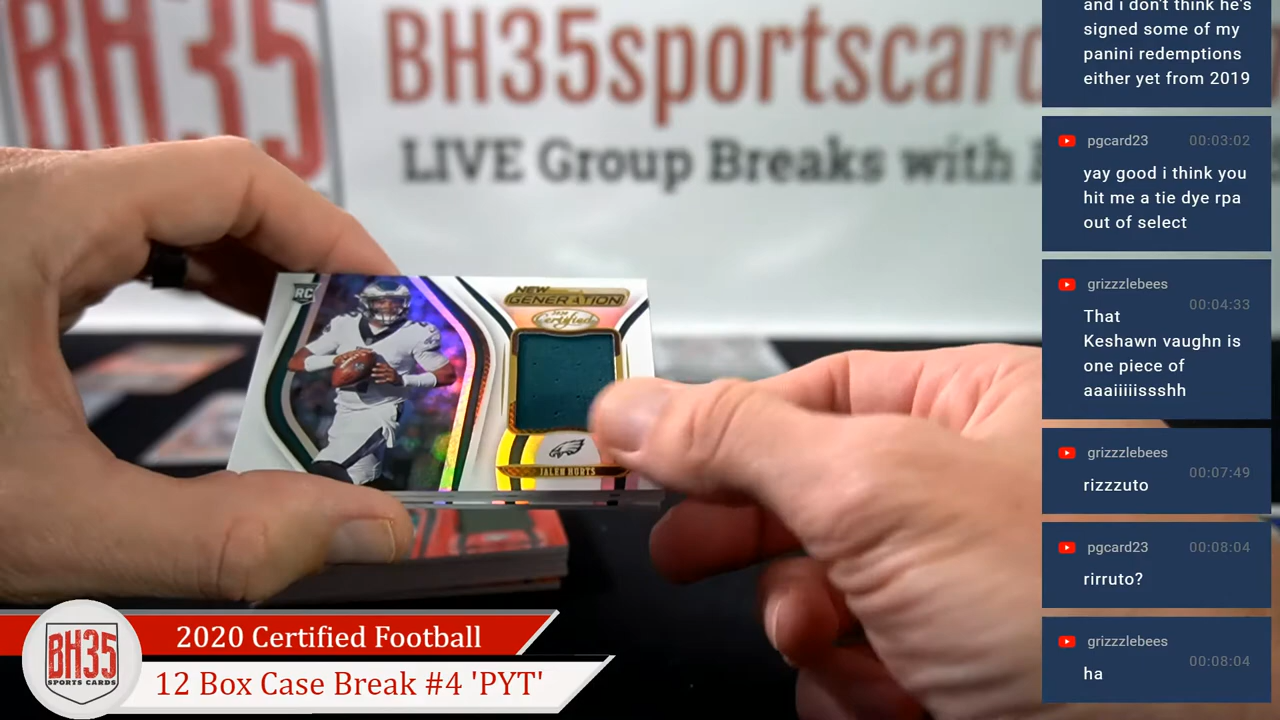 BH35
BH35sportscar
LIVE Group Breaks with
RC
NEW
GENERATION
Certified
JALEN HURTS
BH35
SPORTS CARDS
2020 Certified Football
12 Box Case Break #4 'PYT'
and i don't think he's
signed some of my
panini redemptions
either yet from 2019
pgcard23 00:03:02
yay good i think you
hit me a tie dye rpa
out of select
grizzzlebees
00:04:33
That
Keshawn vaughn is
one piece of
aaaiiiiissshh
grizzzlebees
00:07:49
rizzzuto
pgcard23 00:08:04
rirruto?
grizzzlebees
00:08:04
ha